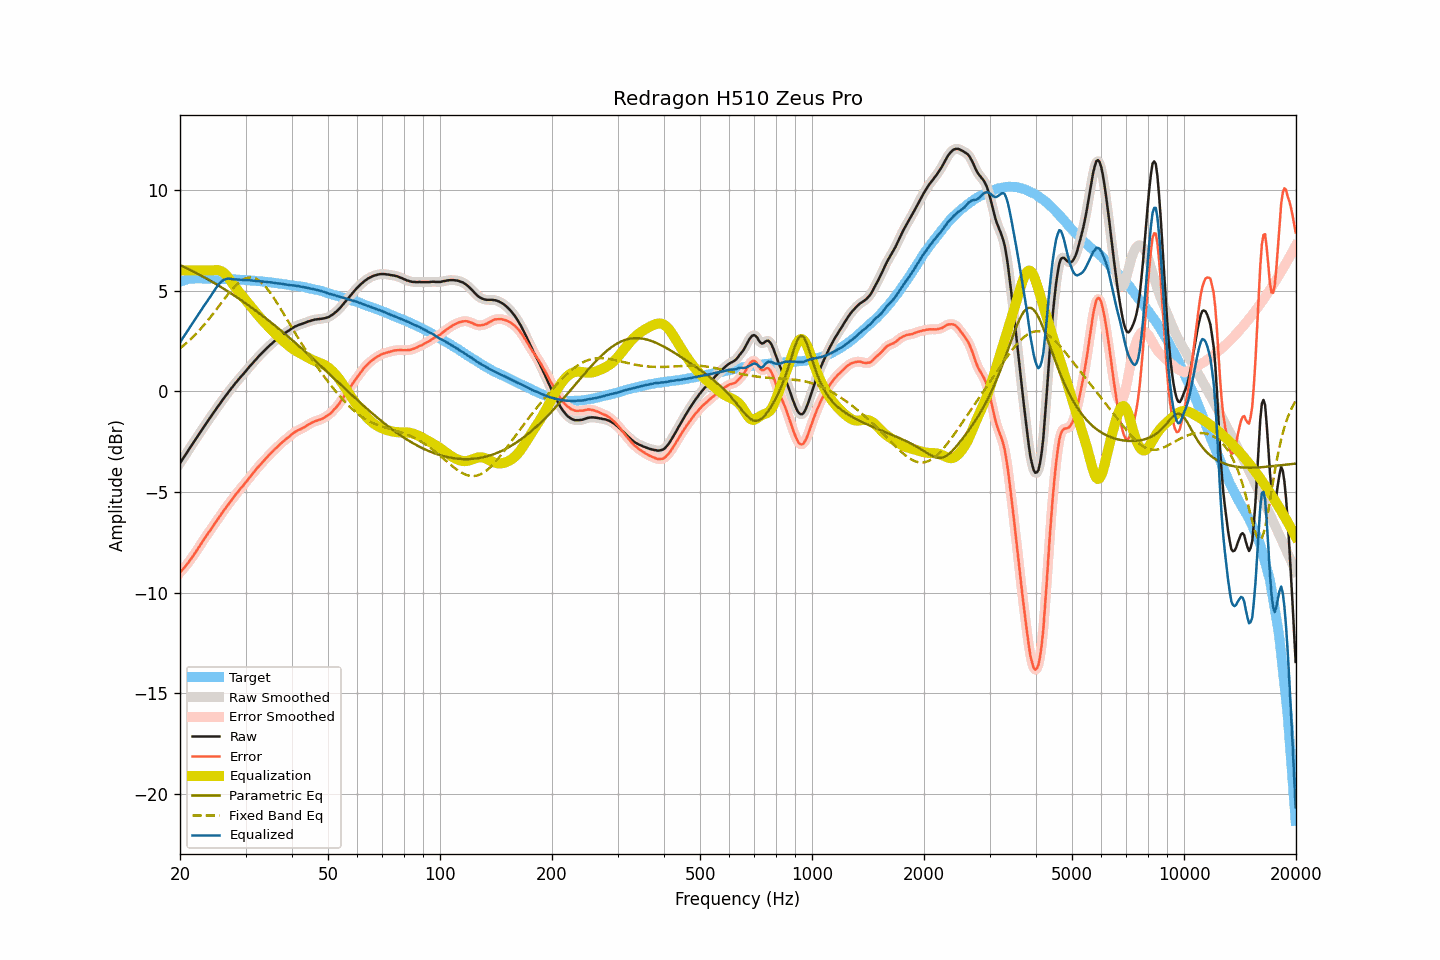 Redragon H510 Zeus Pro
Amplitude (dBr)
10
5
0
−5
−10
−15
−20
Target
Raw Smoothed
Error Smoothed
Raw
Error
Equalization
Parametric Eq
Fixed Band Eq
Equalized
20 50 100 200 500 1000 2000 5000 10000 20000
Frequency (Hz)